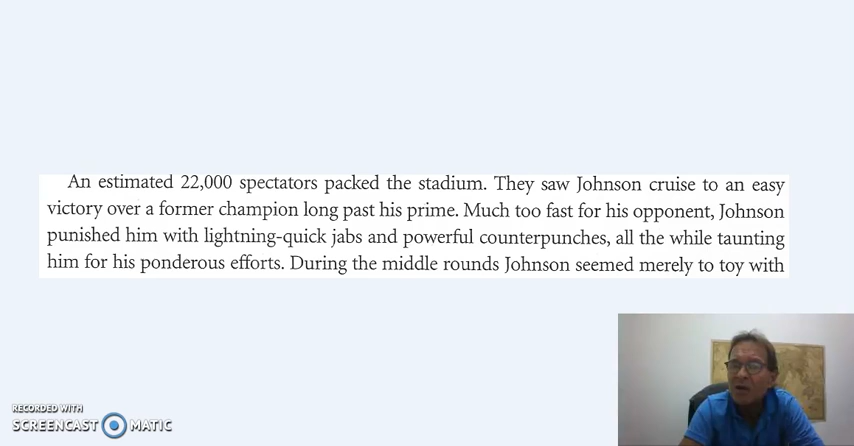 An estimated 22,000 spectators packed the stadium. They saw Johnson cruise to an easy
victory over a former champion long past his prime. Much too fast for his opponent, Johnson
punished him with lightning-quick jabs and powerful counterpunches, all the while taunting
him for his ponderous efforts. During the middle rounds Johnson seemed merely to toy with
RECORDED WITH
SCREENCAST MATIC